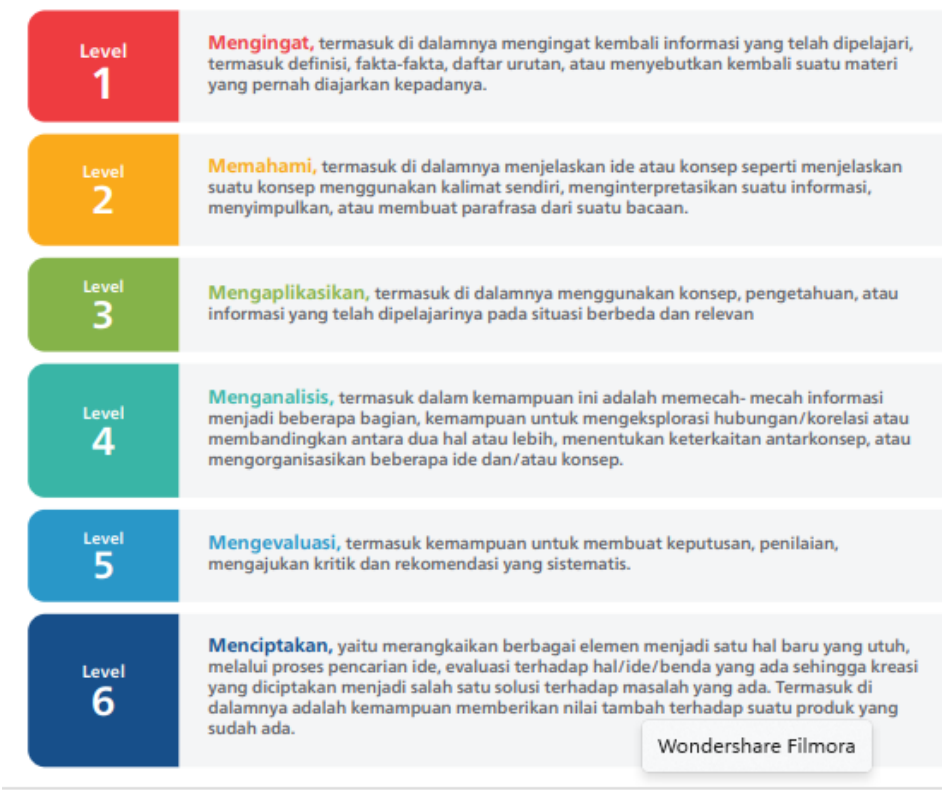 Level
1
Mengingat, termasuk di dalamnya mengingat kembali informasi yang telah dipelajari,
termasuk definisi, fakta-fakta, daftar urutan, atau menyebutkan kembali suatu materi
yang pernah diajarkan kepadanya.
Level
2
Memahami, termasuk di dalamnya menjelaskan ide atau konsep seperti menjelaskan
suatu konsep menggunakan kalimat sendiri, menginterpretasikan suatu informasi,
menyimpulkan, atau membuat parafrasa dari suatu bacaan.
Level
3
Mengaplikasikan, termasuk di dalamnya menggunakan konsep, pengetahuan, atau
informasi yang telah dipelajarinya pada situasi berbeda dan relevan
Level
4
Menganalisis, termasuk dalam kemampuan ini adalah memecah- mecah informasi
menjadi beberapa bagian, kemampuan untuk mengeksplorasi hubungan/korelasi atau
membandingkan antara dua hal atau lebih, menentukan keterkaitan antarkonsep, atau
mengorganisasikan beberapa ide dan/atau konsep.
Level
5
Mengevaluasi, termasuk kemampuan untuk membuat keputusan, penilaian,
mengajukan kritik dan rekomendasi yang sistematis.
Level
6
Menciptakan, yaitu merangkaikan berbagai elemen menjadi satu hal baru yang utuh,
melalui proses pencarian ide, evaluasi terhadap hal/ide/benda yang ada sehingga kreasi
yang diciptakan menjadi salah satu solusi terhadap masalah yang ada. Termasuk di
dalamnya adalah kemampuan memberikan nilai tambah terhadap suatu produk yang
sudah ada.
Wondershare Filmora